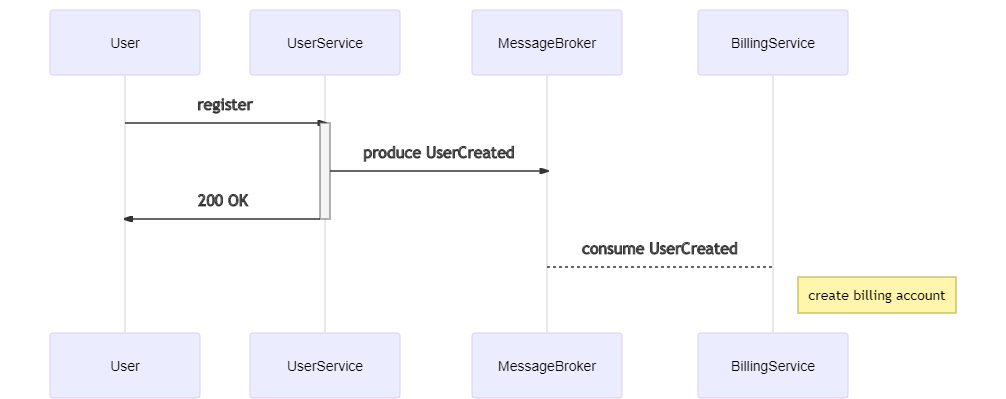 User
UserService
MessageBroker
BillingService
register
produce UserCreated
200 OK
consume UserCreated
create billing account
User
UserService
MessageBroker
BillingService